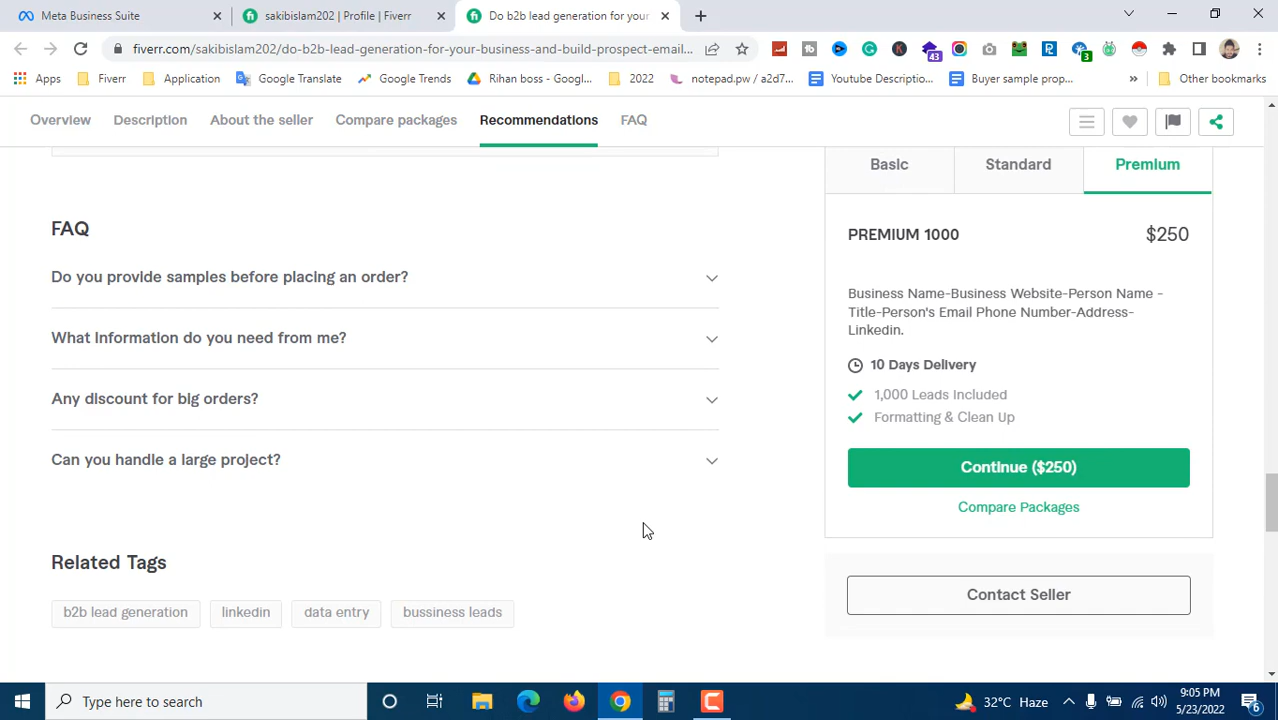 Meta Business Suite
sakibislam202 | Profile | Fiverr
Do b2b lead generation for your
fiverr.com/sakibislam202/do-b2b-lead-generation-for-your-business-and-build-prospect-email...
43
3
Apps
Fiverr
Application
Google Translate
Google Trends
Rihan boss - Googl...
2022
notepad.pw / a2d7...
Youtube Descriptio...
Buyer sample prop...
»
Other bookmarks
Overview
Description
About the seller
Compare packages
Recommendations
FAQ
Basic
Standard
Premium
FAQ
Do you provide samples before placing an order?
What information do you need from me?
Any discount for big orders?
Can you handle a large project?
PREMIUM 1000
$250
Business Name-Business Website-Person Name -
Title-Person's Email Phone Number-Address-
Linkedin.
10 Days Delivery
1,000 Leads Included
Formatting & Clean Up
Continue ($250)
Compare Packages
Contact Seller
Related Tags
b2b lead generation
linkedin
data entry
bussiness leads
Type here to search
32°C Haze
9:05 PM
5/23/2022
6